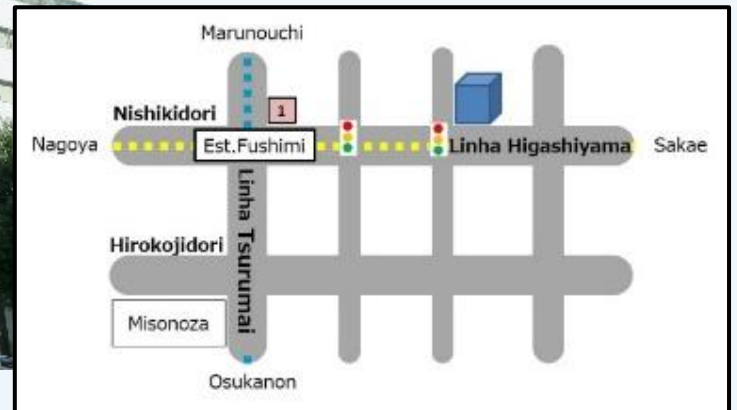 Marunouchi
Nishikidori
1
Nagoya
Est.Fushimi
Linha Higashiyama
Sakae
Linha Tsurumai
Hirokojidori
Misonoza
Osukanon